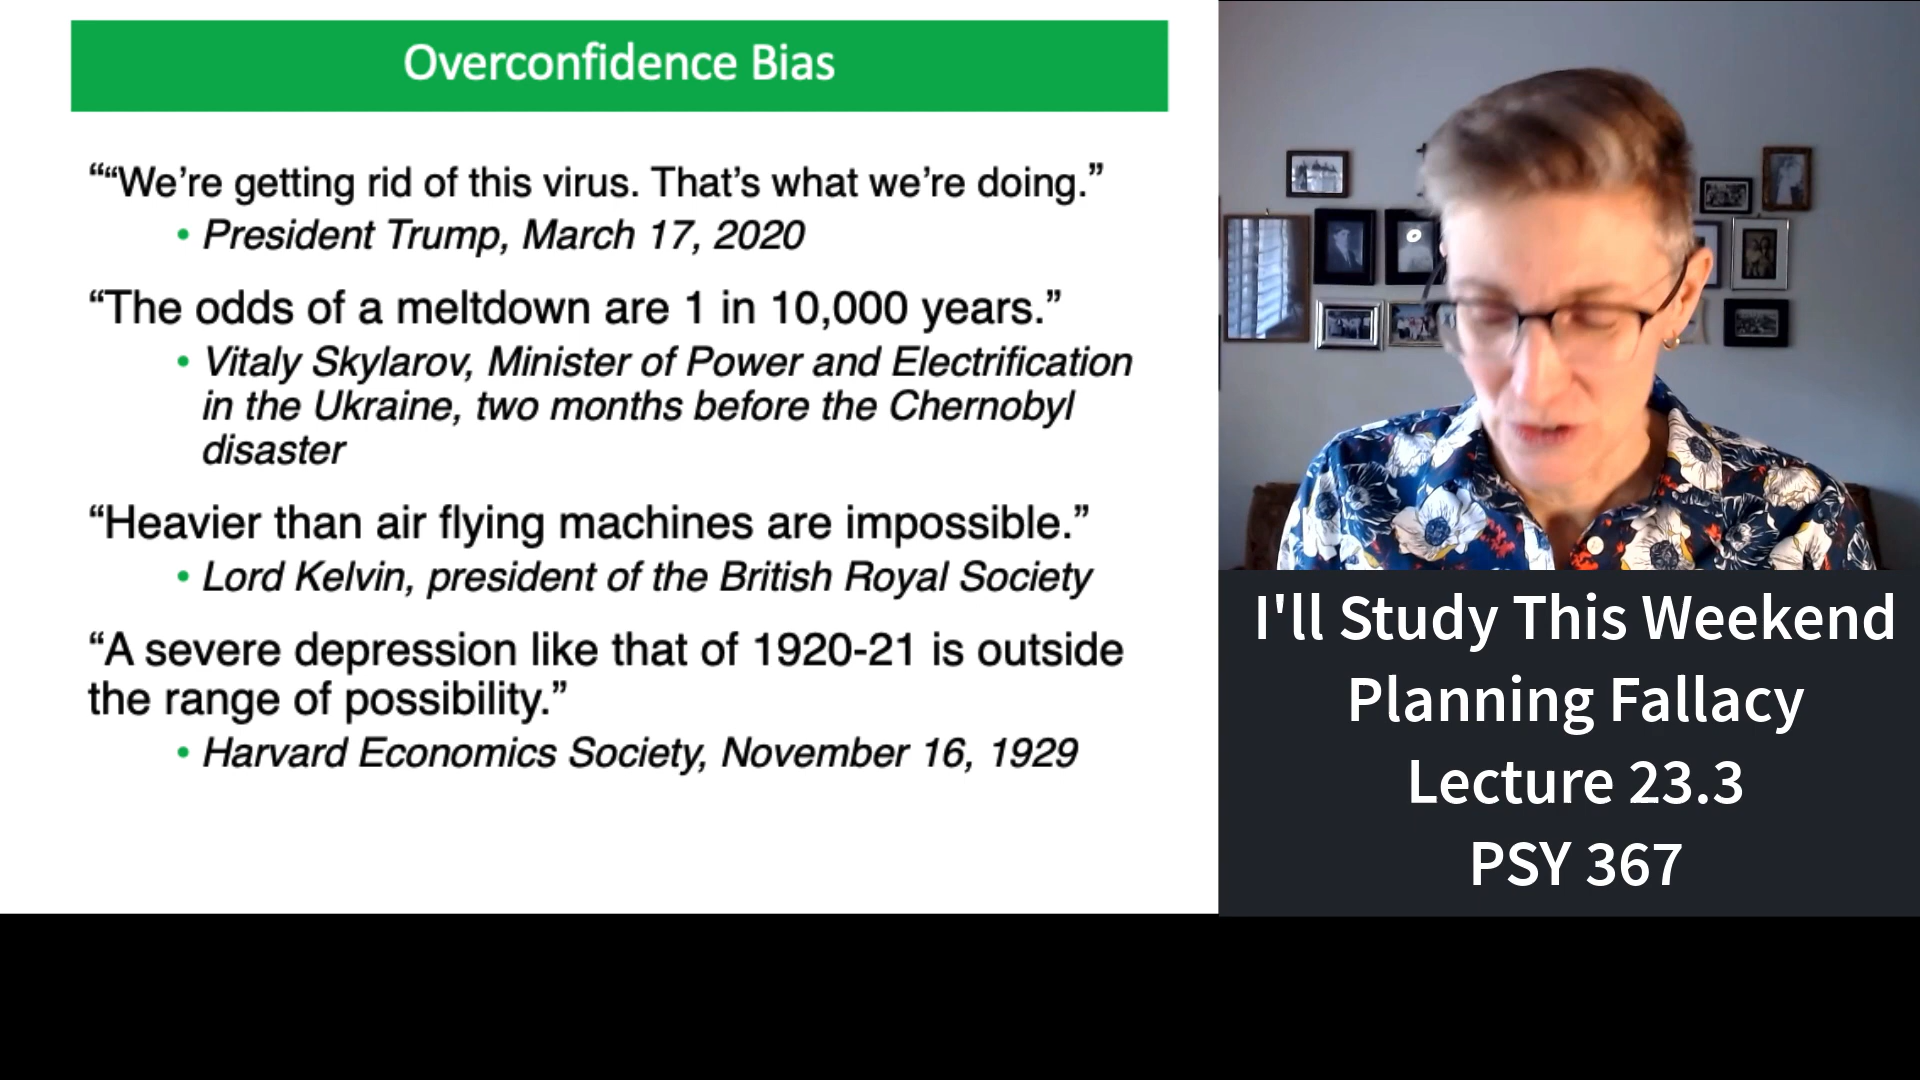 Overconfidence Bias
““We’re getting rid of this virus. That’s what we’re doing.”
• President Trump, March 17, 2020
“The odds of a meltdown are 1 in 10,000 years.”
• Vitaly Skylarov, Minister of Power and Electrification
in the Ukraine, two months before the Chernobyl
disaster
“Heavier than air flying machines are impossible.”
• Lord Kelvin, president of the British Royal Society
“A severe depression like that of 1920-21 is outside
the range of possibility.”
• Harvard Economics Society, November 16, 1929
I'll Study This Weekend
Planning Fallacy
Lecture 23.3
PSY 367